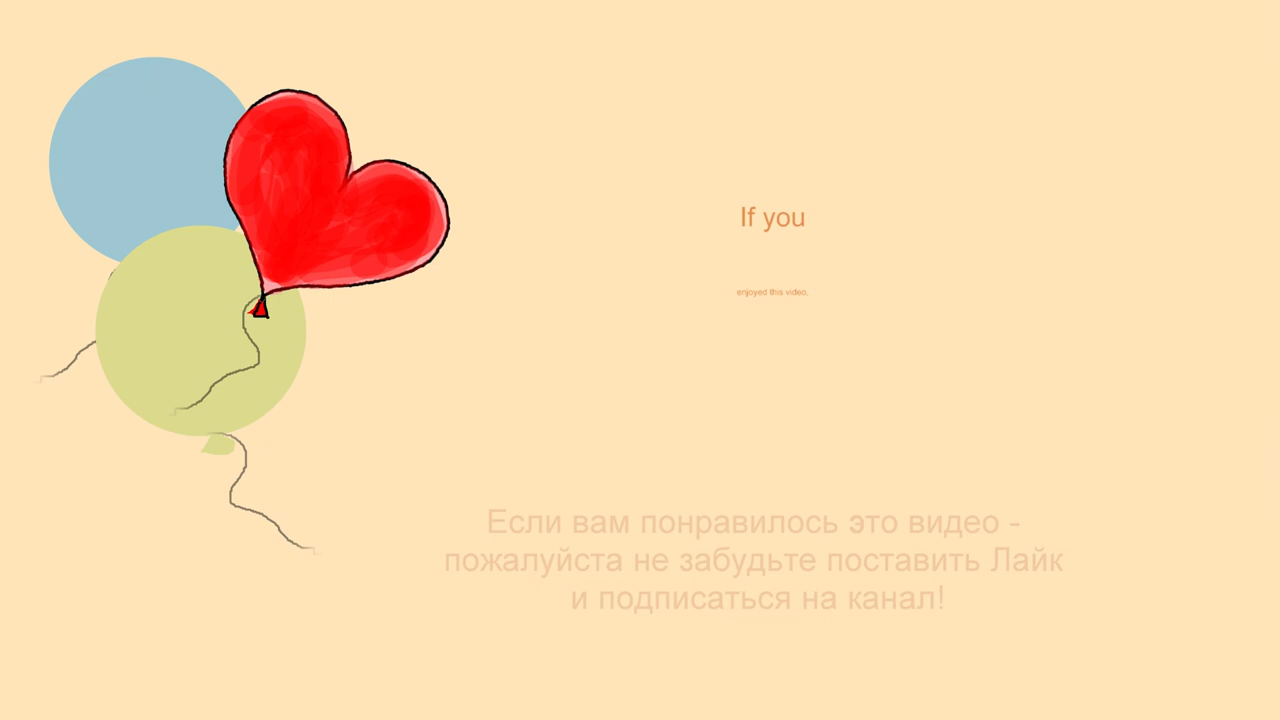 If you
enjoyed this video,
Если вам понравилось это видео -
пожалуйста не забудьте поставить Лайк
и подписаться на канал!